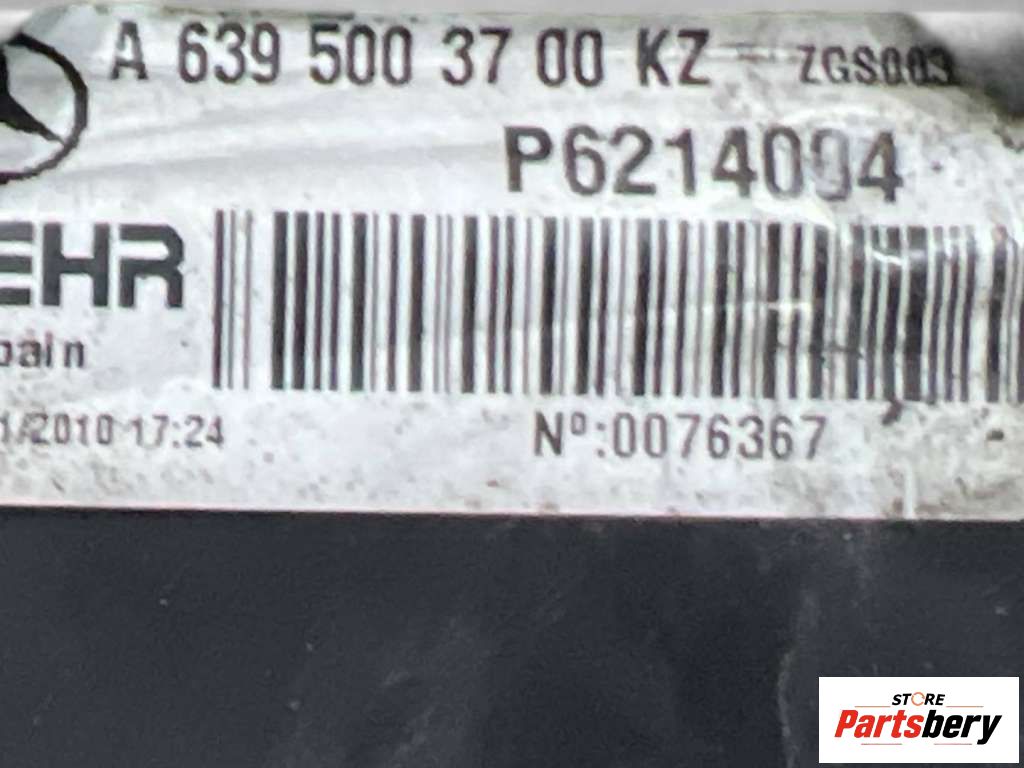 A 639 500 37 00 KZ ZGS003
P6214004
EHR
pain
1/2010 17:24
Nº:0076367
STORE
Partsbery